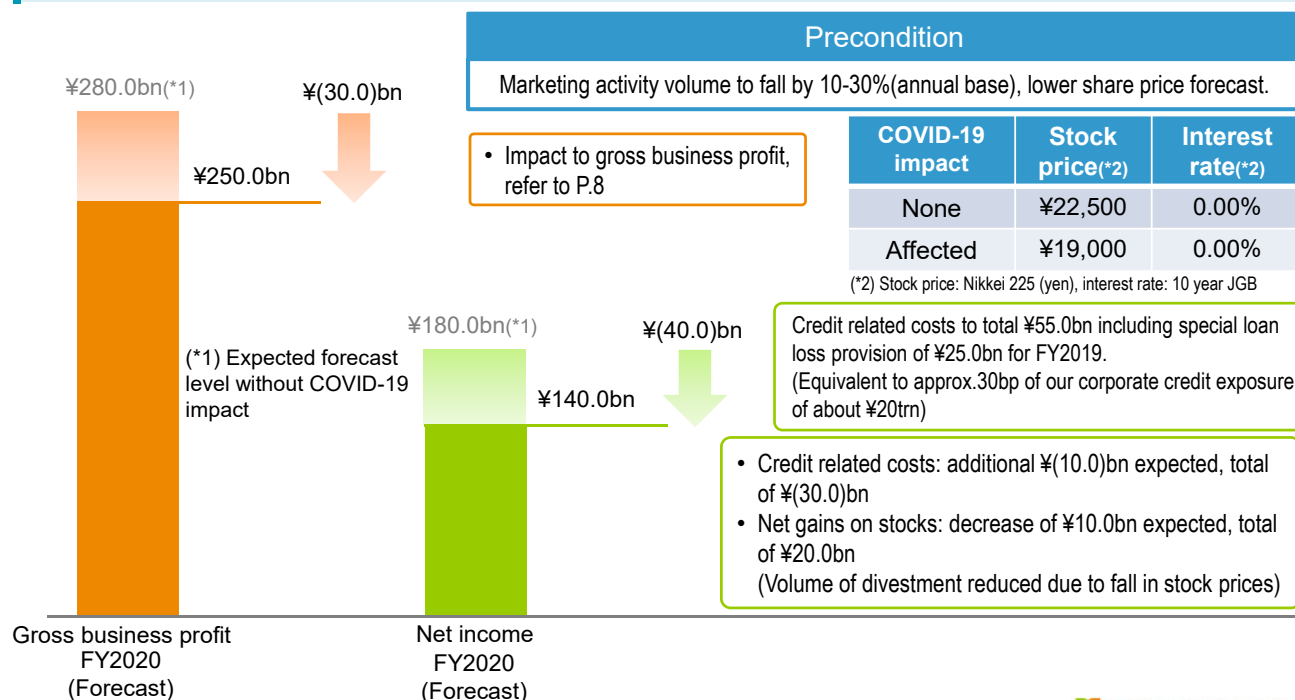 Precondition
Marketing activity volume to fall by 10-30%(annual base), lower share price forecast.
¥280.0bn(*1)
¥(30.0)bn
¥250.0bn
• Impact to gross business profit,
refer to P.8
COVID-19 impact Stock price(*2) Interest rate(*2)
None ¥22,500 0.00%
Affected ¥19,000 0.00%
(*2) Stock price: Nikkei 225 (yen), interest rate: 10 year JGB
¥180.0bn(*1)
¥(40.0)bn
(*1) Expected forecast
level without COVID-19
impact
¥140.0bn
Credit related costs to total ¥55.0bn including special loan
loss provision of ¥25.0bn for FY2019.
(Equivalent to approx.30bp of our corporate credit exposure
of about ¥20trn)
• Credit related costs: additional ¥(10.0)bn expected, total
of ¥(30.0)bn
• Net gains on stocks: decrease of ¥10.0bn expected, total
of ¥20.0bn
(Volume of divestment reduced due to fall in stock prices)
Gross business profit
FY2020
(Forecast)
Net income
FY2020
(Forecast)